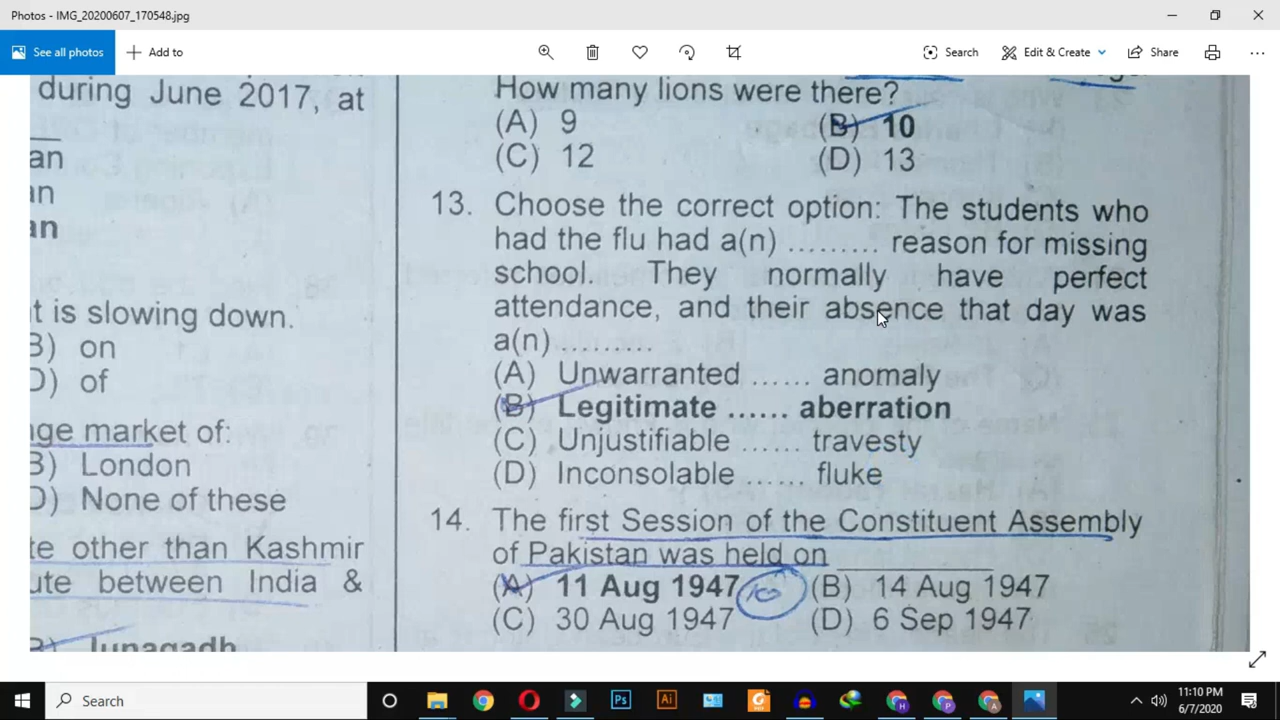 Photos - IMG_20200607_170548.jpg
See all photos
Add to
Search
Edit & Create
Share
during June 2017, at
an
an
an
t is slowing down.
B) on
D) of
nge market of:
B) London
D) None of these
te other than Kashmir
ute between India &
B) Junagadh
How many lions were there?
(A) 9 (B) 10
(C) 12 (D) 13
13. Choose the correct option: The students who
had the flu had a(n) ......... reason for missing
school. They normally have perfect
attendance, and their absence that day was
a(n) .........
(A) Unwarranted ...... anomaly
(B) Legitimate ...... aberration
(C) Unjustifiable ...... travesty
(D) Inconsolable ...... fluke
14. The first Session of the Constituent Assembly
of Pakistan was held on __________
(A) 11 Aug 1947 10 (B) 14 Aug 1947
(C) 30 Aug 1947 (D) 6 Sep 1947
Search
11:10 PM
6/7/2020